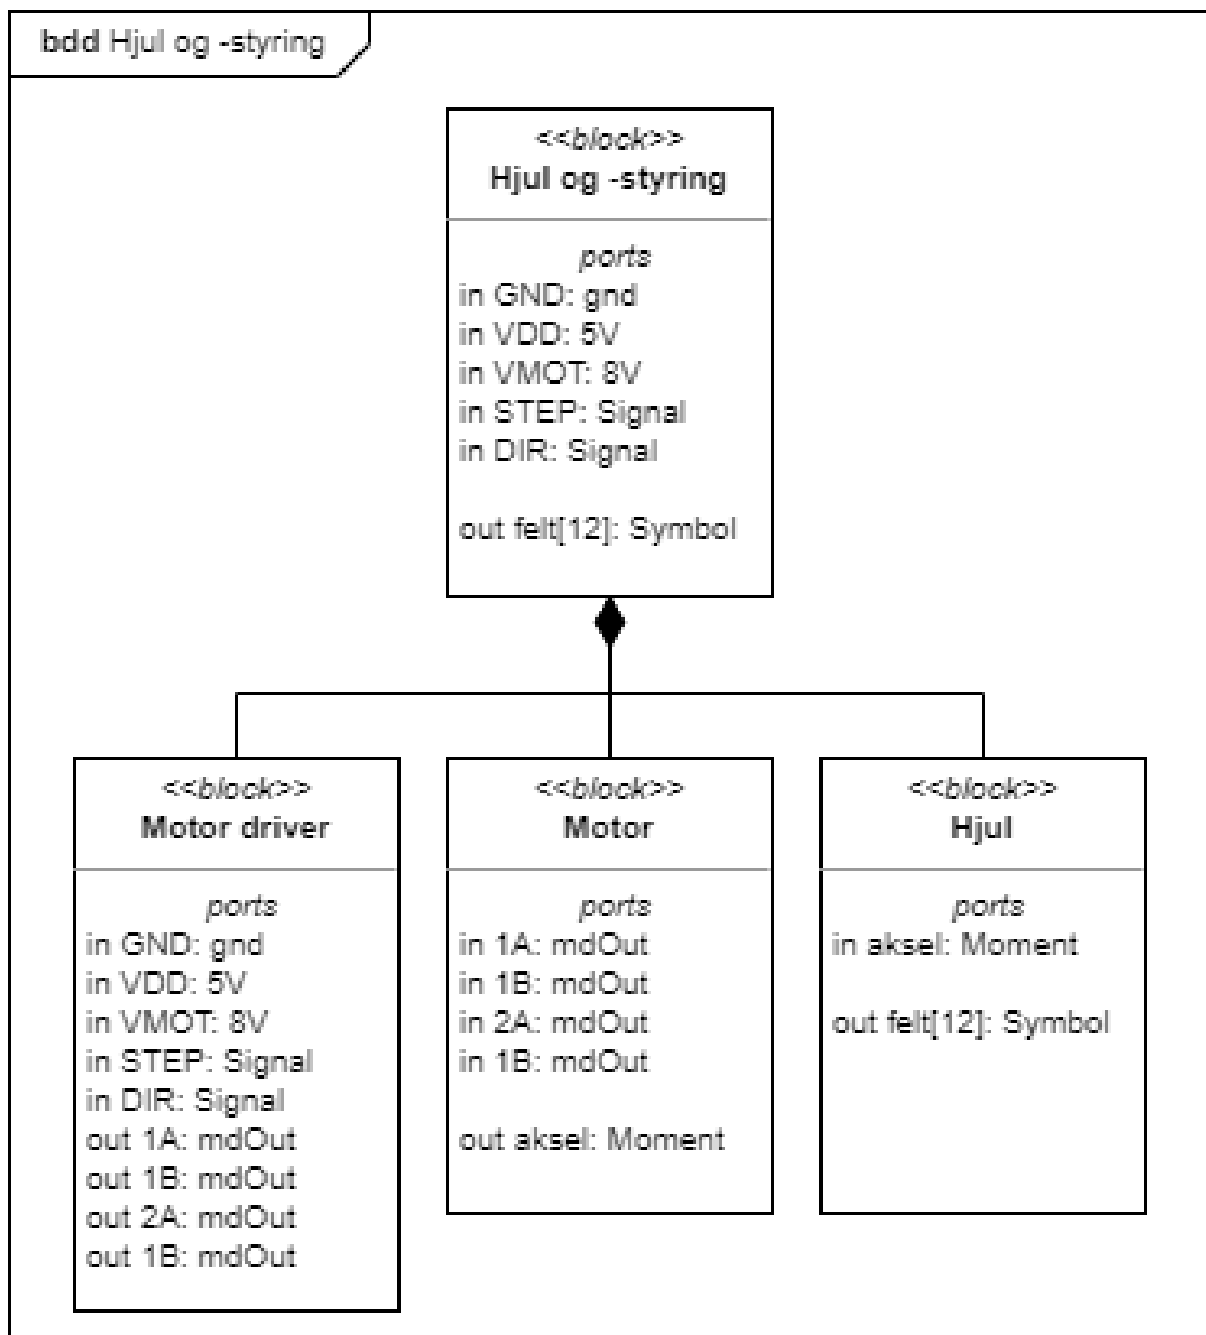 bdd Hjul og -styring
<<block>>
Hjul og -styring
ports
in GND: gnd
in VDD: 5V
in VMOT: 8V
in STEP: Signal
in DIR: Signal
out felt[12]: Symbol
<<block>>
Motor driver
ports
in GND: gnd
in VDD: 5V
in VMOT: 8V
in STEP: Signal
in DIR: Signal
out 1A: mdOut
out 1B: mdOut
out 2A: mdOut
out 1B: mdOut
<<block>>
Motor
ports
in 1A: mdOut
in 1B: mdOut
in 2A: mdOut
in 1B: mdOut
out aksel: Moment
<<block>>
Hjul
ports
in aksel: Moment
out felt[12]: Symbol